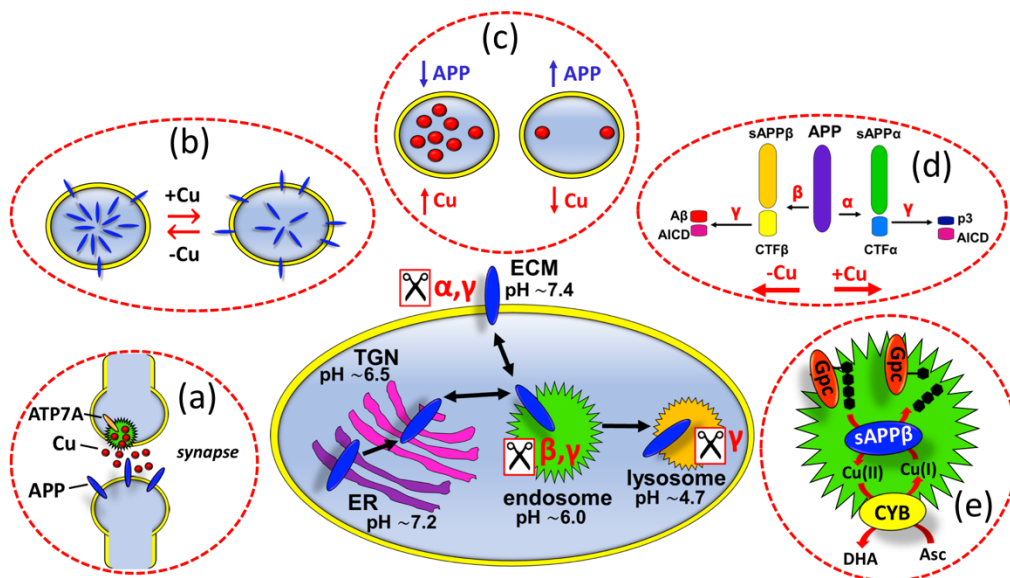 (c)
↓ APP
↑ APP
↑ Cu
↓ Cu
(b)
+Cu
-Cu
(d)
sAPPβ
APP
sAPPα
β
α
γ
γ
Aβ
AICD
p3
AICD
CTFβ
CTFα
-Cu
+Cu
(a)
ATP7A
Cu
synapse
APP
ECM
pH ~7.4
α,γ
TGN
pH ~6.5
ER
pH ~7.2
β,γ
endosome
pH ~6.0
γ
lysosome
pH ~4.7
(e)
Gpc
Gpc
sAPPβ
Cu(II)
Cu(I)
CYB
DHA
Asc